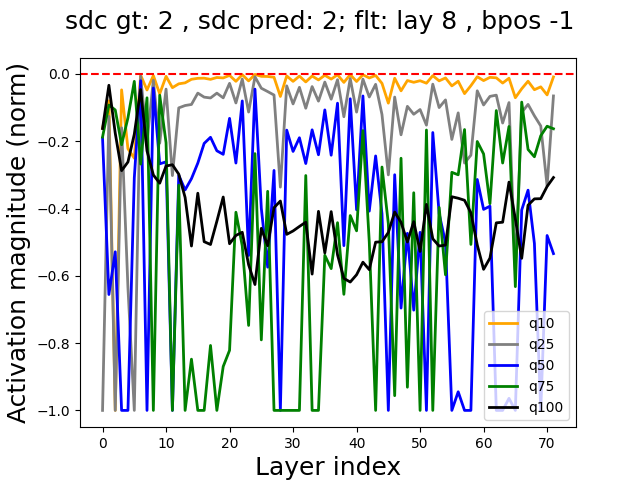 sdc gt: 2 , sdc pred: 2; flt: lay 8 , bpos -1
Activation magnitude (norm)
0.0
−0.2
−0.4
−0.6
−0.8
−1.0
q10
q25
q50
q75
q100
0 10 20 30 40 50 60 70
Layer index